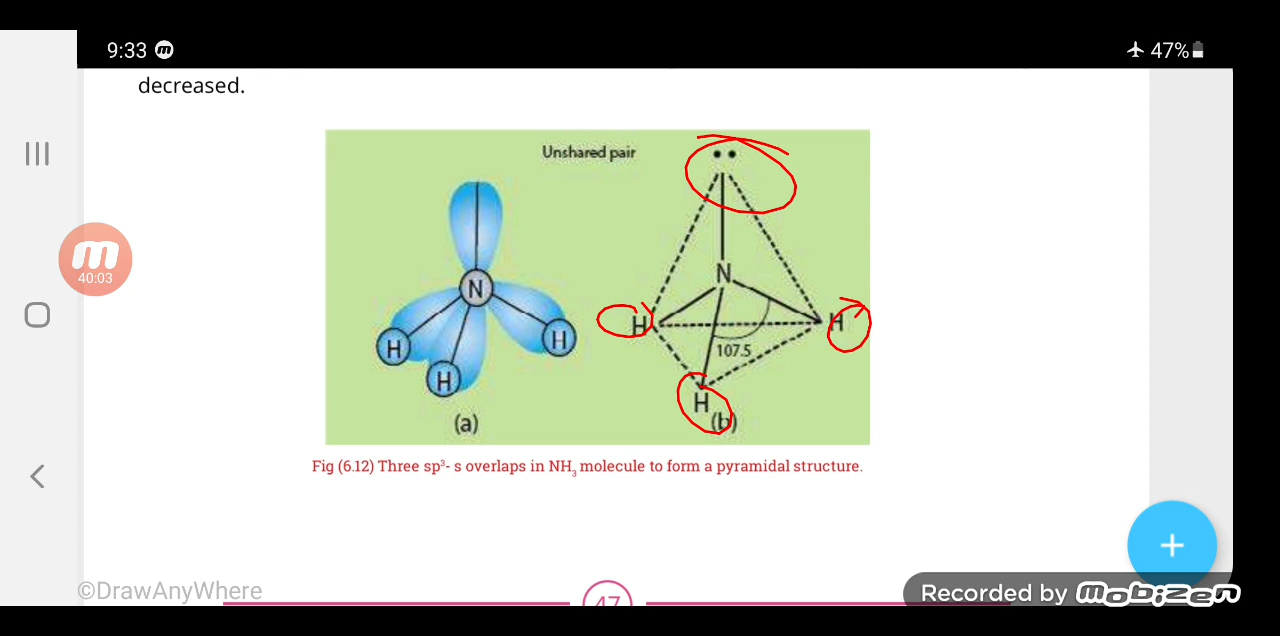 9:33 m
47%
decreased.
Unshared pair
N
N
H
H
107.5
H
H
H
H
(a)
(b)
Fig (6.12) Three sp³- s overlaps in NH₃ molecule to form a pyramidal structure.
m
40:03
+
©DrawAnyWhere
47
Recorded by mobizen